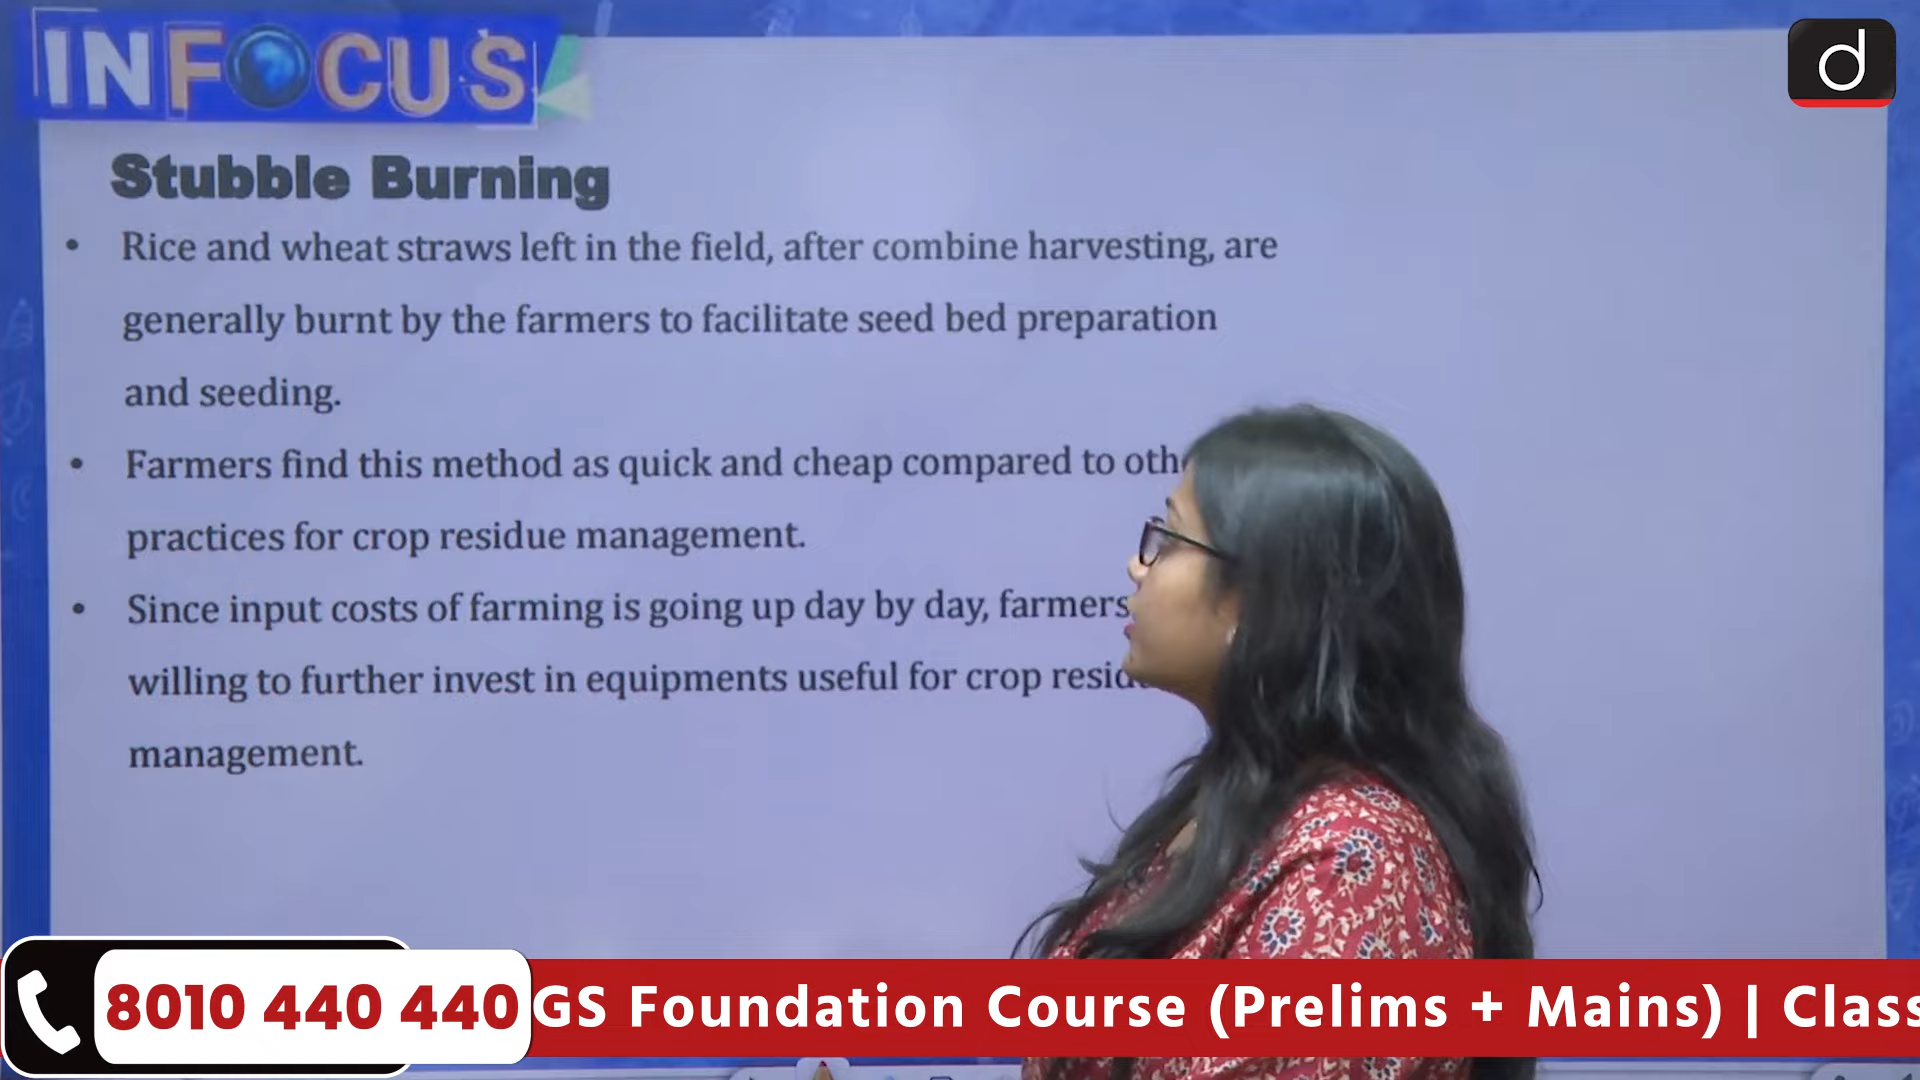 INFOCUS
d
Stubble Burning
• Rice and wheat straws left in the field, after combine harvesting, are
generally burnt by the farmers to facilitate seed bed preparation
and seeding.
• Farmers find this method as quick and cheap compared to
practices for crop residue management.
• Since input costs of farming is going up day by day, farmers
willing to further invest in equipments useful for crop
management.
8010 440 440
GS Foundation Course (Prelims + Mains) | Class